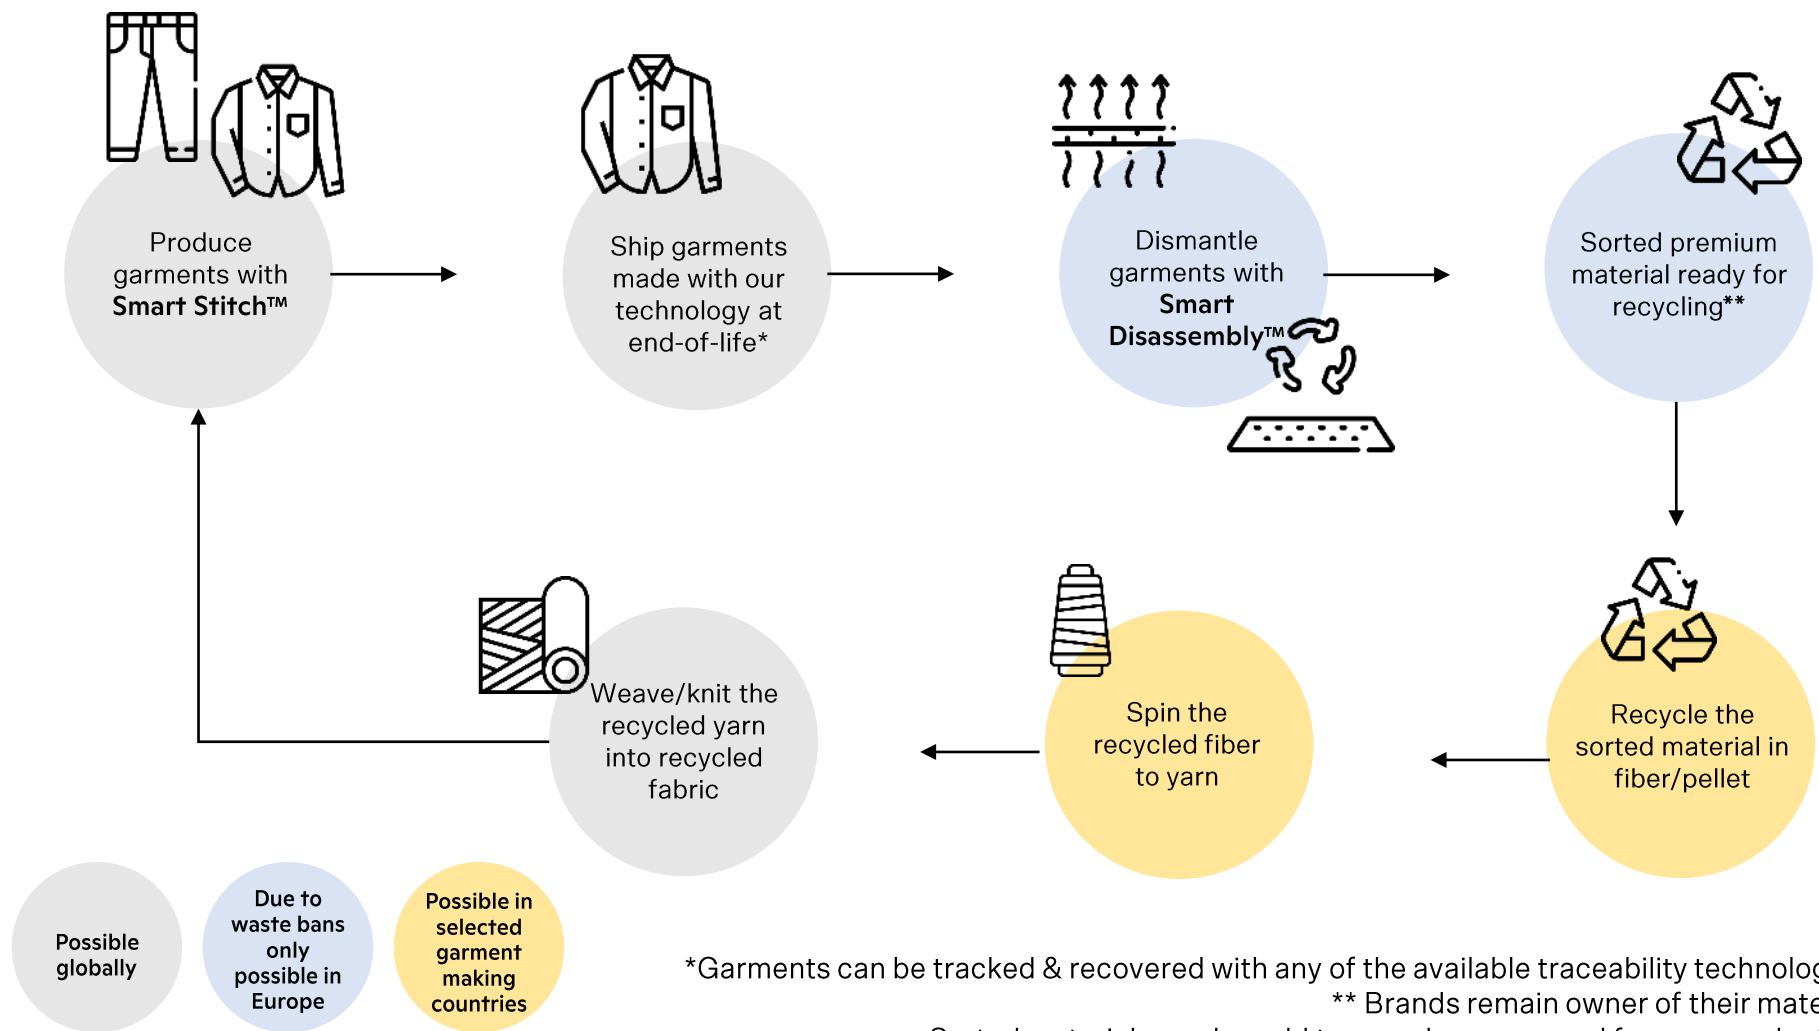 Produce
garments with
Smart Stitch™
Ship garments
made with our
technology at
end-of-life*
Dismantle
garments with
Smart
Disassembly™
Sorted premium
material ready for
recycling**
Weave/knit the
recycled yarn
into recycled
fabric
Spin the
recycled fiber
to yarn
Recycle the
sorted material in
fiber/pellet
Possible
globally
Due to
waste bans
only
possible in
Europe
Possible in
selected
garment
making
countries
*Garments can be tracked & recovered with any of the available traceability
** Brands remain owner of their